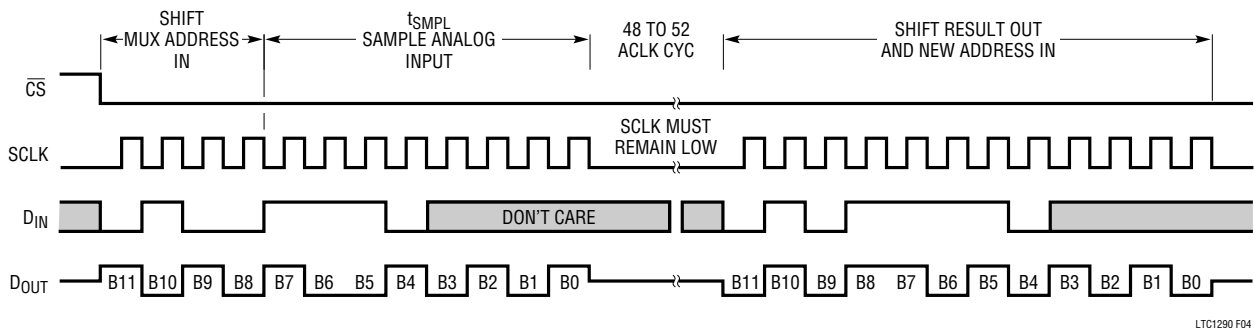 SHIFT
MUX ADDRESS
IN
tSMPL
SAMPLE ANALOG
INPUT
48 TO 52
ACLK CYC
SHIFT RESULT OUT
AND NEW ADDRESS IN
CS
SCLK
SCLK MUST
REMAIN LOW
DIN
DON'T CARE
DOUT
B11 B10 B9 B8 B7 B6 B5 B4 B3 B2 B1 B0 B11 B10 B9 B8 B7 B6 B5 B4 B3 B2 B1 B0
LTC1290 F04